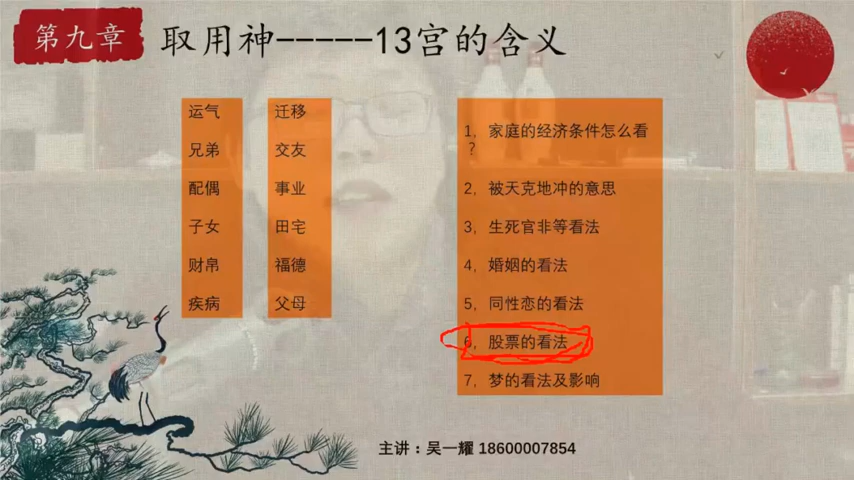 第九章
取用神-----13宫的含义
运气
兄弟
配偶
子女
财帛
疾病
迁移
交友
事业
田宅
福德
父母
1，家庭的经济条件怎么看
？
2，被天克地冲的意思
3，生死官非等看法
4，婚姻的看法
5，同性恋的看法
6，股票的看法
7，梦的看法及影响
主讲：吴一耀 18600007854